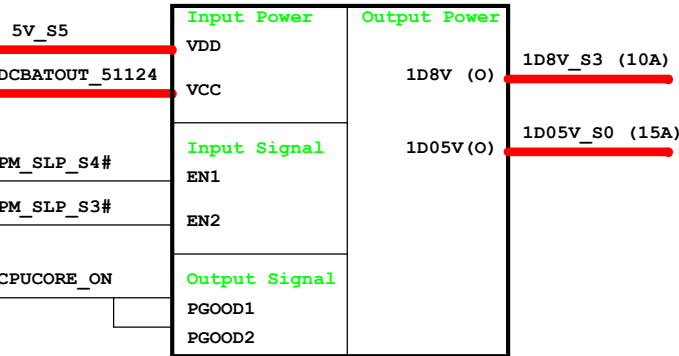 Input Power
Output Power
5V_S5
VDD
1D8V_S3 (10A)
DCBATOUT_51124
1D8V (O)
VCC
1D05V_S0 (15A)
Input Signal
1D05V(O)
PM_SLP_S4#
EN1
PM_SLP_S3#
EN2
CPUCORE_ON
Output Signal
PGOOD1
PGOOD2